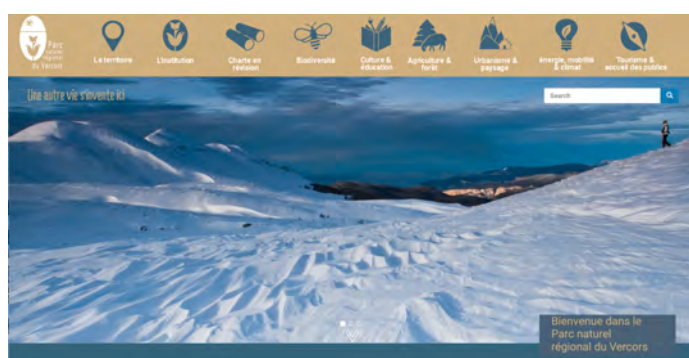 Parc
naturel
régional
du Vercors
Le territoire
L'institution
Charte en
révision
Biodiversité
Culture &
éducation
Agriculture &
forêt
Urbanisme &
paysage
énergie, mobilité
& climat
Tourisme &
accueil des publics
Une autre vie s'invente ici
Search
Bienvenue dans le
Parc naturel
régional du Vercors